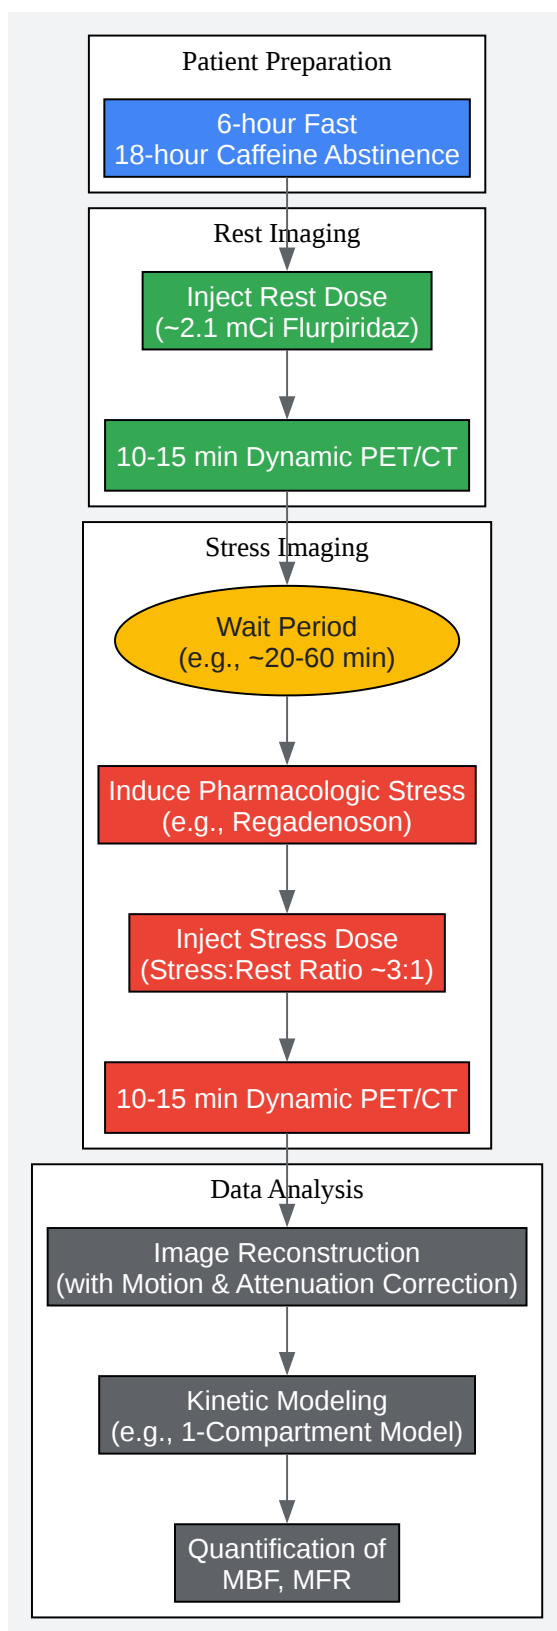 Patient Preparation
6-hour Fast
18-hour Caffeine Abstinence
Rest Imaging
Inject Rest Dose
(~2.1 mCi Flurpiridaz)
10-15 min Dynamic PET/CT
Stress Imaging
Wait Period
(e.g., ~20-60 min)
Induce Pharmacologic Stress
(e.g., Regadenoson)
Inject Stress Dose
(Stress:Rest Ratio ~3:1)
10-15 min Dynamic PET/CT
Data Analysis
Image Reconstruction
(with Motion & Attenuation Correction)
Kinetic Modeling
(e.g., 1-Compartment Model)
Quantification of
MBF, MFR